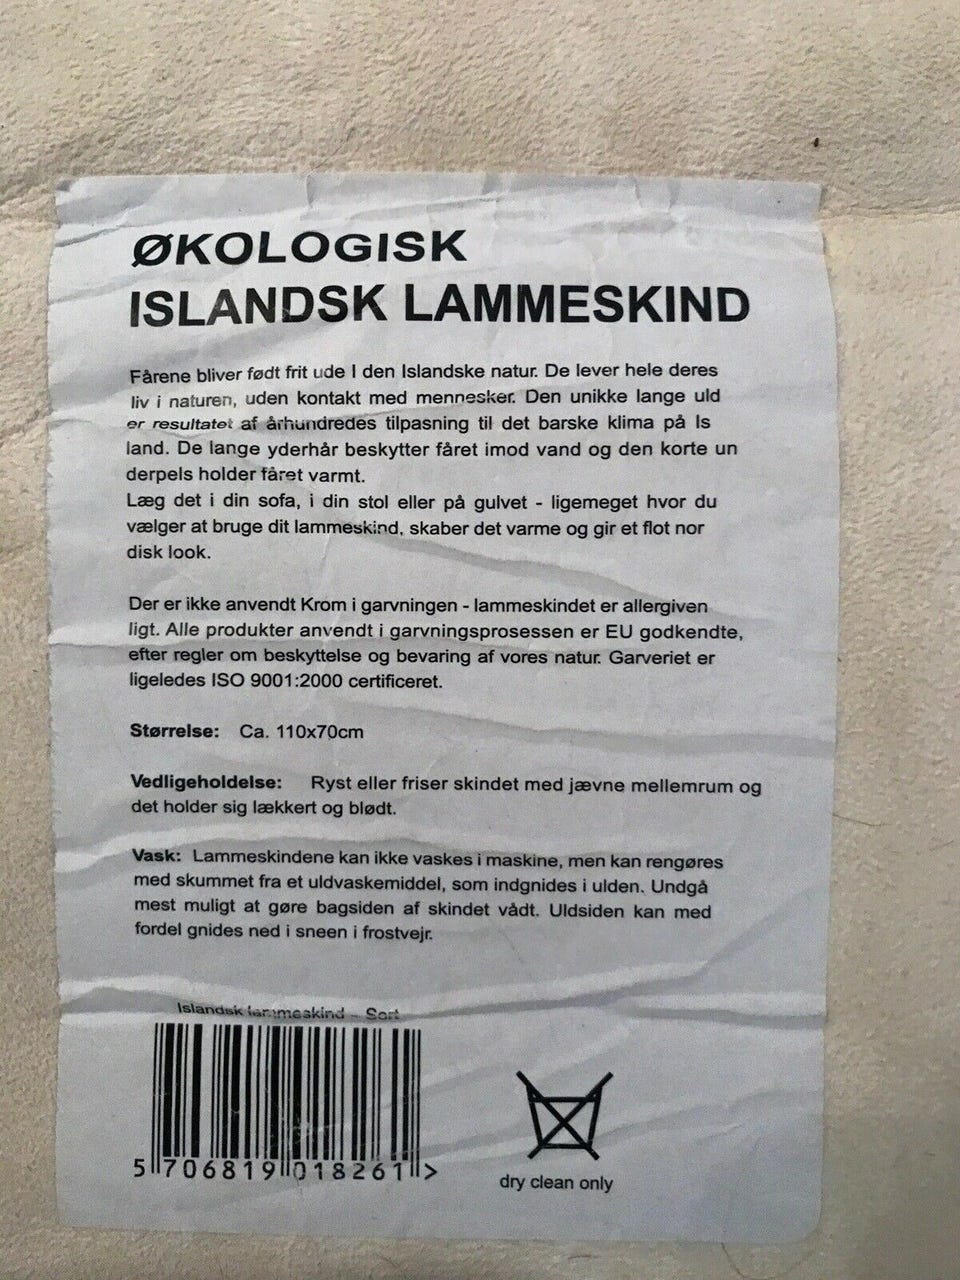 ØKOLOGISK
ISLANDSK LAMMESKIND
Fårene bliver født frit ude I den Islandske natur. De lever hele deres
liv i naturen, uden kontakt med mennesker. Den unikke lange uld
er resultatet af århundredes tilpasning til det barske klima på Is
land. De lange yderhår beskytter fåret imod vand og den korte un
derpels holder fåret varmt.
Læg det i din sofa, i din stol eller på gulvet - ligemeget hvor du
vælger at bruge dit lammeskind, skaber det varme og gir et flot nor
disk look.
Der er ikke anvendt Krom i garvningen - lammeskindet er allergiven
ligt. Alle produkter anvendt i garvningsprosessen er EU godkendte,
efter regler om beskyttelse og bevaring af vores natur. Garveriet er
ligeledes ISO 9001:2000 certificeret.
Størrelse: Ca. 110x70cm
Vedligeholdelse: Ryst eller friser skindet med jævne mellemrum og
det holder sig lækkert og blødt.
Vask: Lammeskindene kan ikke vaskes i maskine, men kan rengøres
med skummet fra et uldvaskemiddel, som indgnides i ulden. Undgå
mest muligt at gøre bagsiden af skindet vådt. Uldsiden kan med
fordel gnides ned i sneen i frostvejr.
Islandsk lammeskind - Sort
5 706819 018261 >
dry clean only